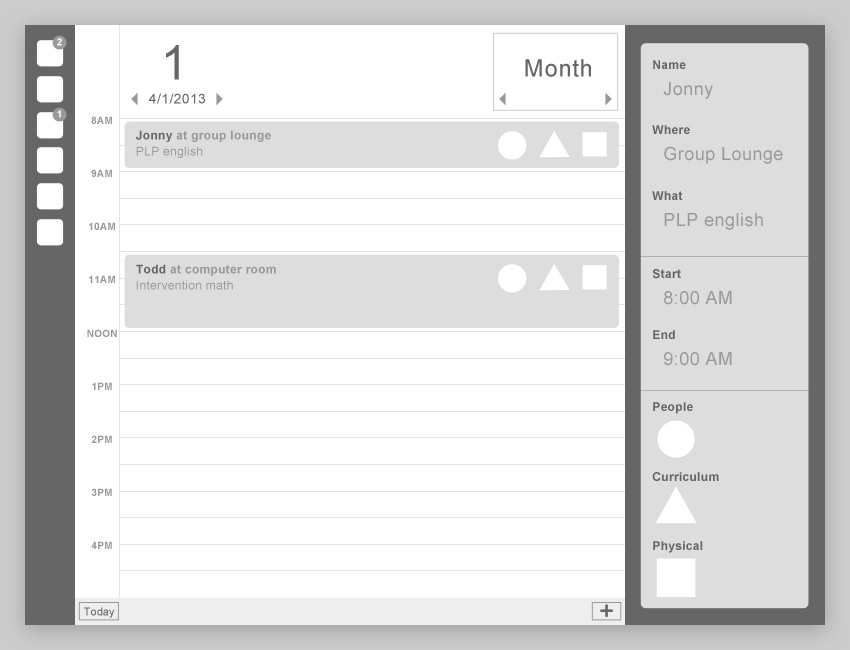 2
1
1
4/1/2013
Month
8AM
Jonny at group lounge
PLP english
9AM
10AM
Todd at computer room
11AM
Intervention math
NOON
1PM
2PM
3PM
4PM
Today
+
Name
Jonny
Where
Group Lounge
What
PLP english
Start
8:00 AM
End
9:00 AM
People
Curriculum
Physical